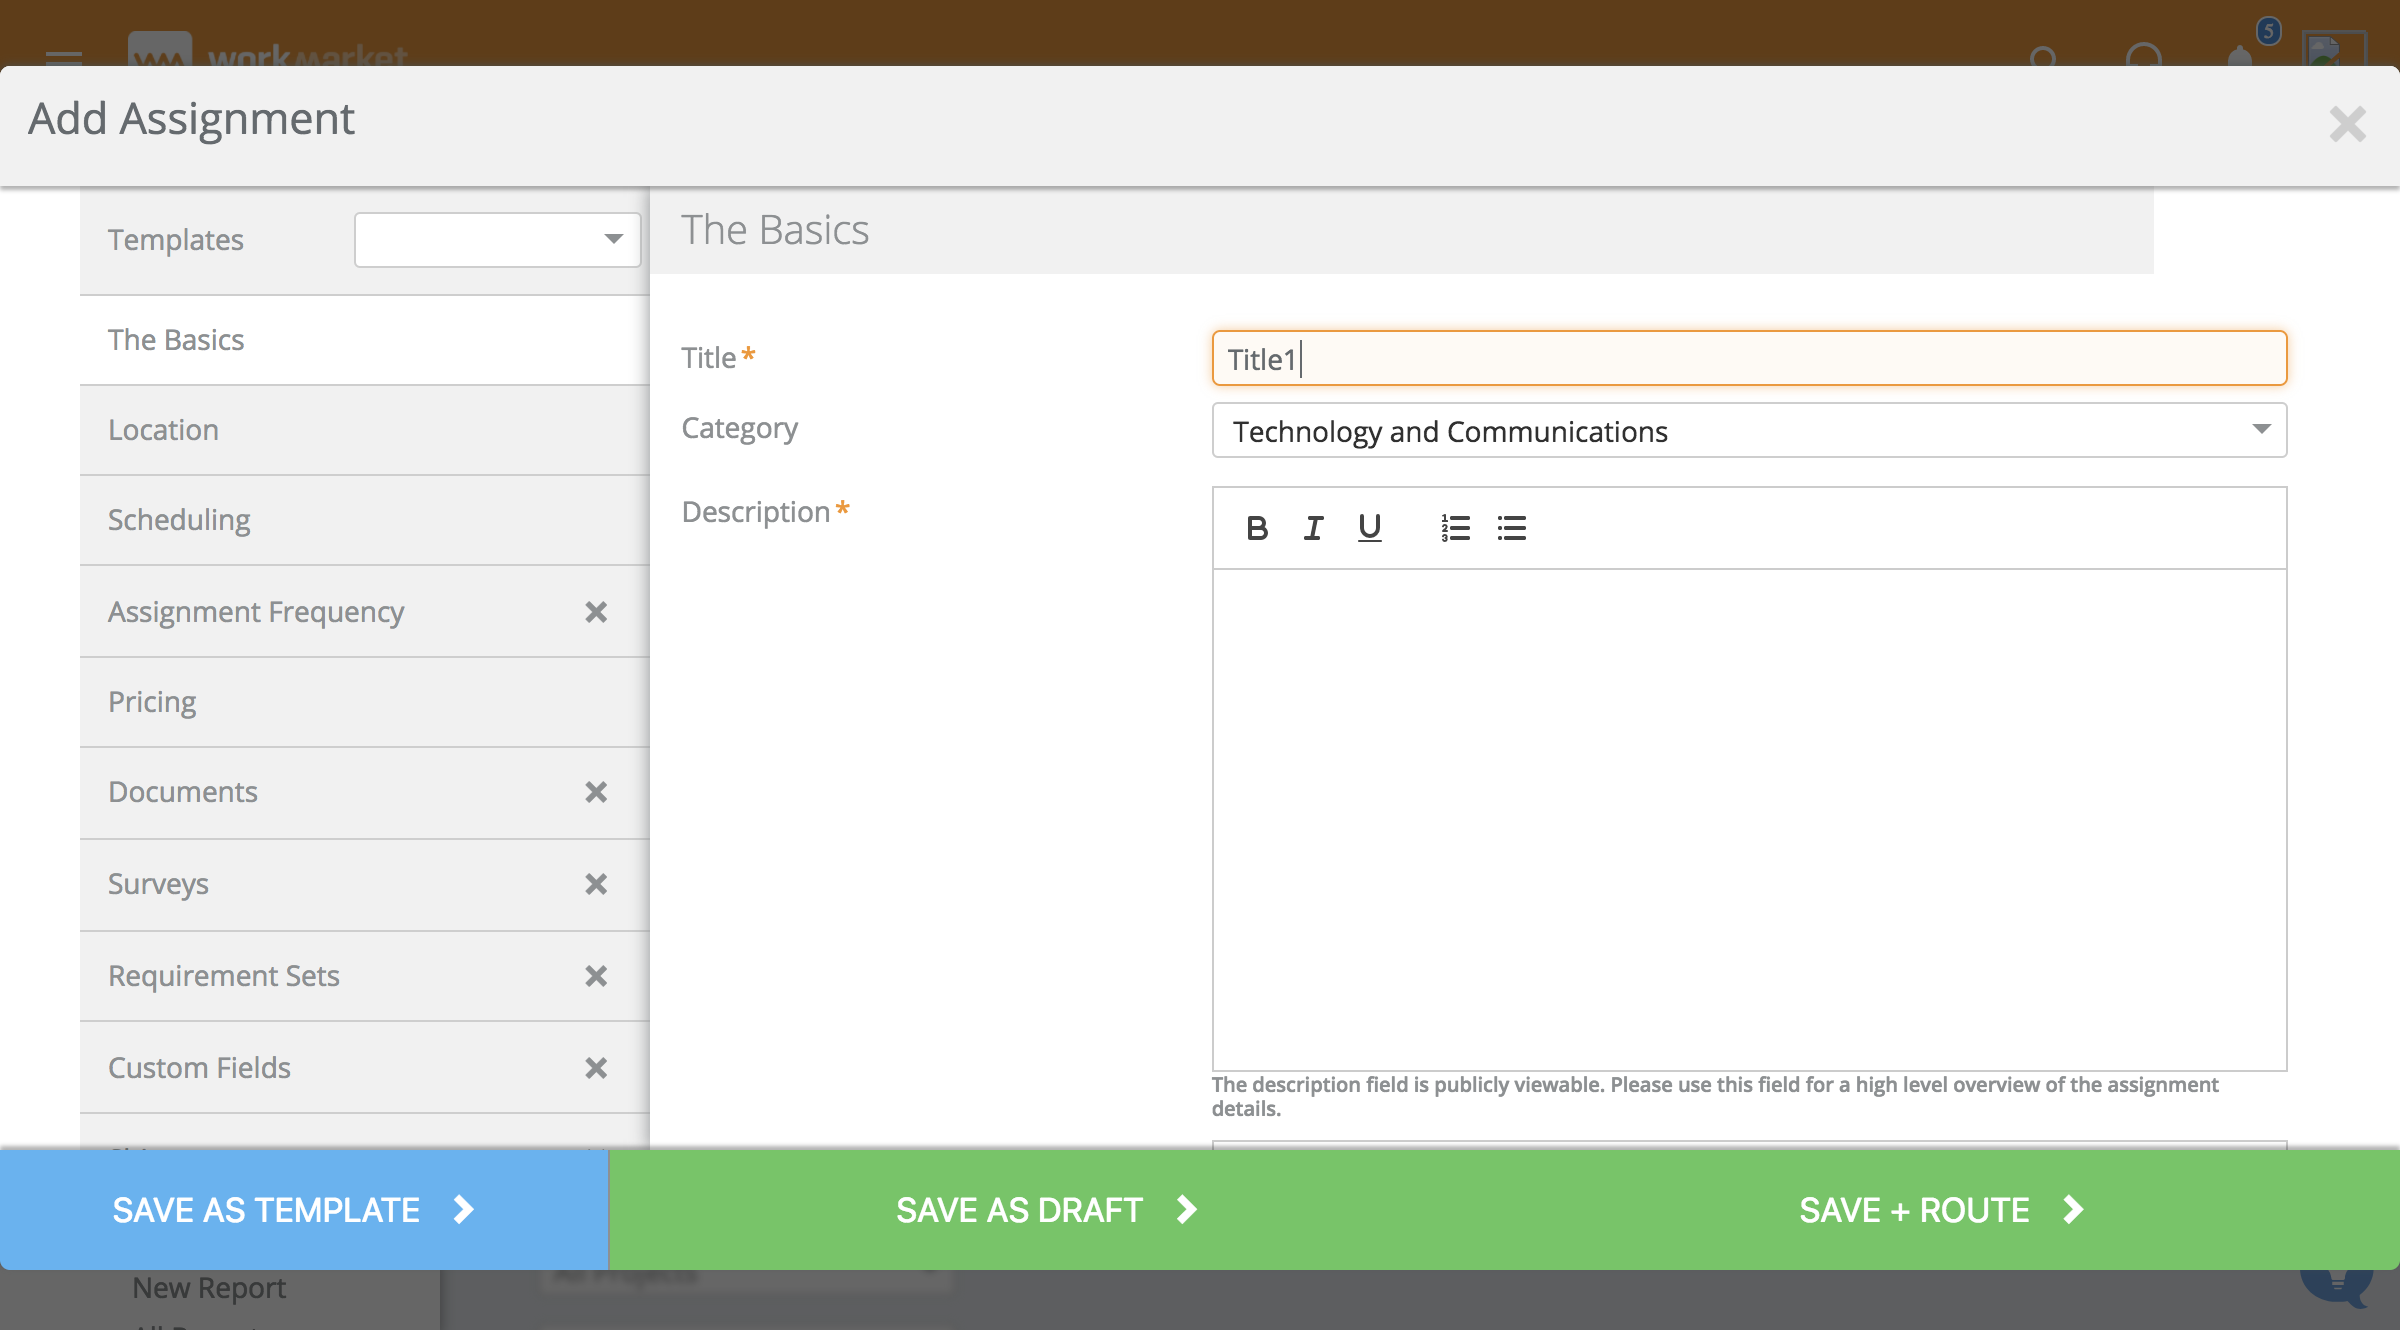 workmarket
5
Add Assignment
Templates
The Basics
The Basics
Title*
Title1
Location
Category
Technology and Communications
Scheduling
Description*
B I U
Assignment Frequency
Pricing
Documents
Surveys
Requirement Sets
Custom Fields
The description field is publicly viewable. Please use this field for a high level overview of the assignment
details.
SAVE AS TEMPLATE
SAVE AS DRAFT
SAVE + ROUTE
New Report